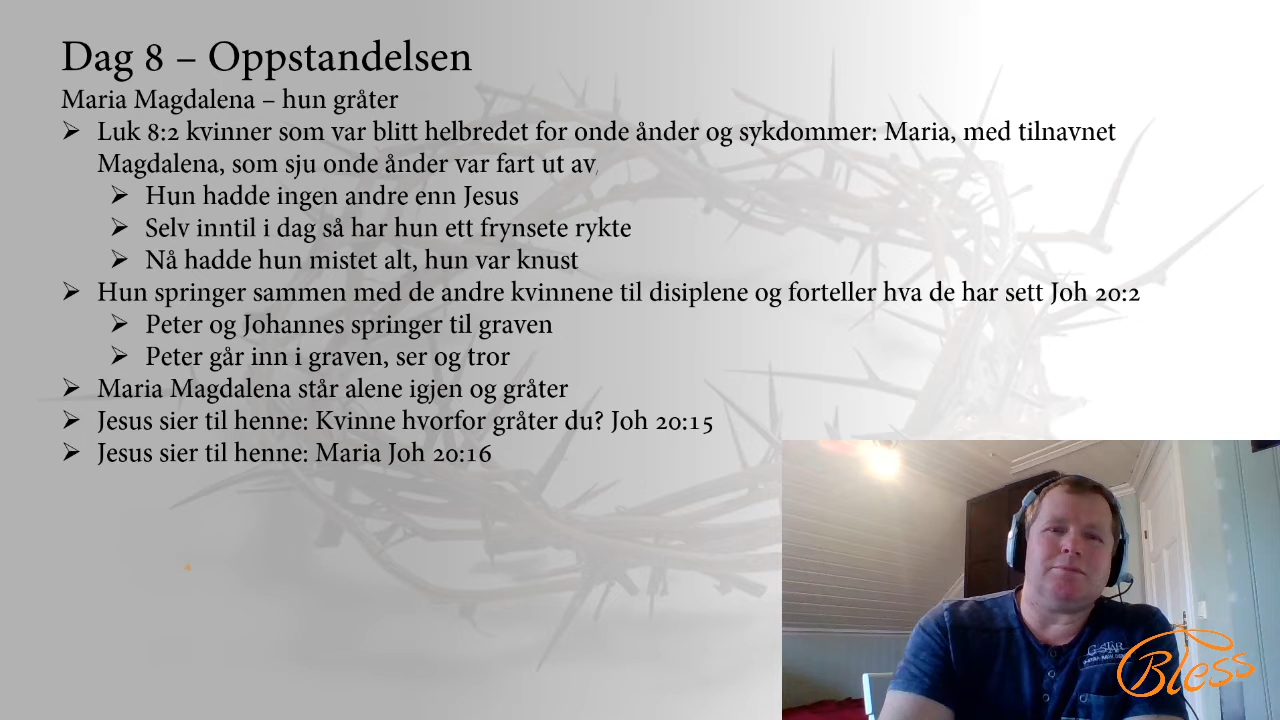 Dag 8 – Oppstandelsen
Maria Magdalena – hun gråter
➢ Luk 8:2 kvinner som var blitt helbredet for onde ånder og sykdommer: Maria, med tilnavnet
Magdalena, som sju onde ånder var fart ut av,
➢ Hun hadde ingen andre enn Jesus
➢ Selv inntil i dag så har hun ett frynsete rykte
➢ Nå hadde hun mistet alt, hun var knust
➢ Hun springer sammen med de andre kvinnene til disiplene og forteller hva de har sett Joh 20:2
➢ Peter og Johannes springer til graven
➢ Peter går inn i graven, ser og tror
➢ Maria Magdalena står alene igjen og gråter
➢ Jesus sier til henne: Kvinne hvorfor gråter du? Joh 20:15
➢ Jesus sier til henne: Maria Joh 20:16
Bless